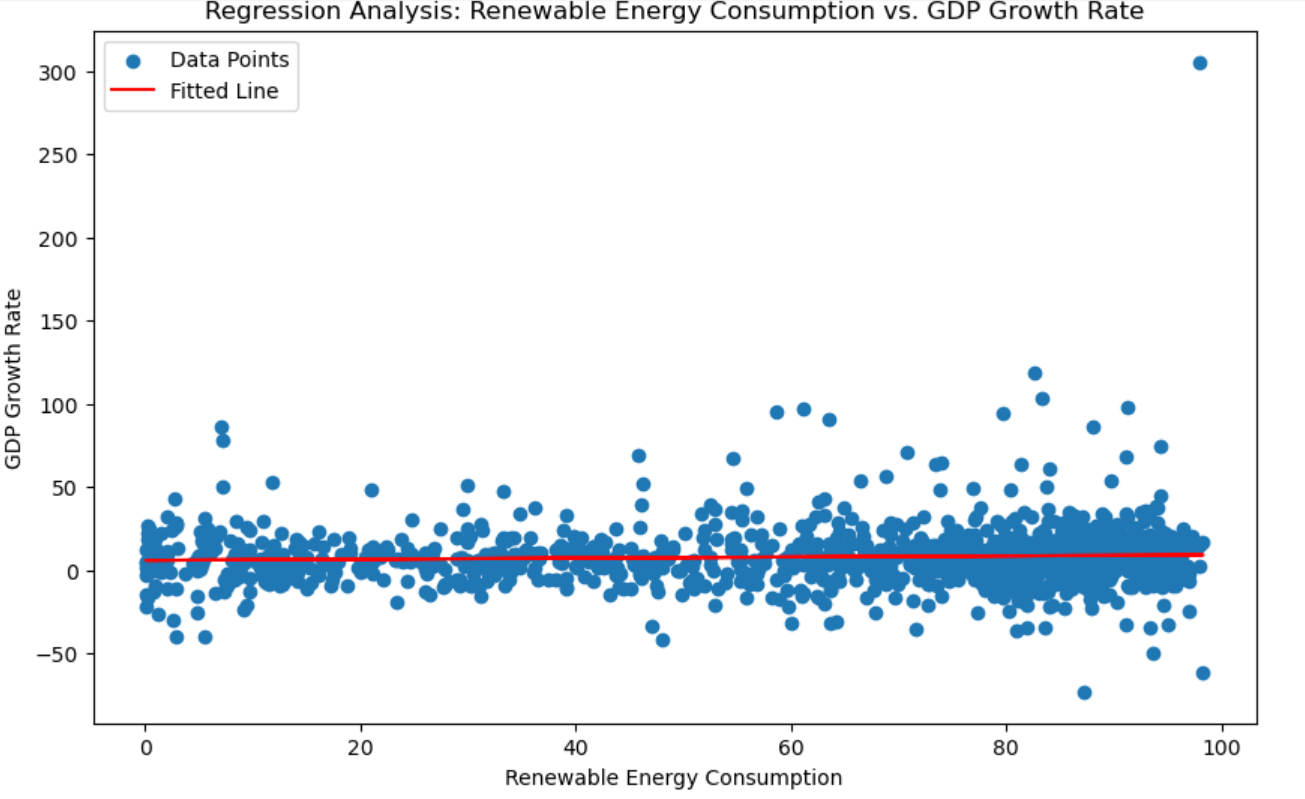 Regression Analysis: Renewable Energy Consumption vs. GDP Growth Rate
Data Points
Fitted Line
300
250
200
150
100
50
0
−50
GDP Growth Rate
0 20 40 60 80 100
Renewable Energy Consumption